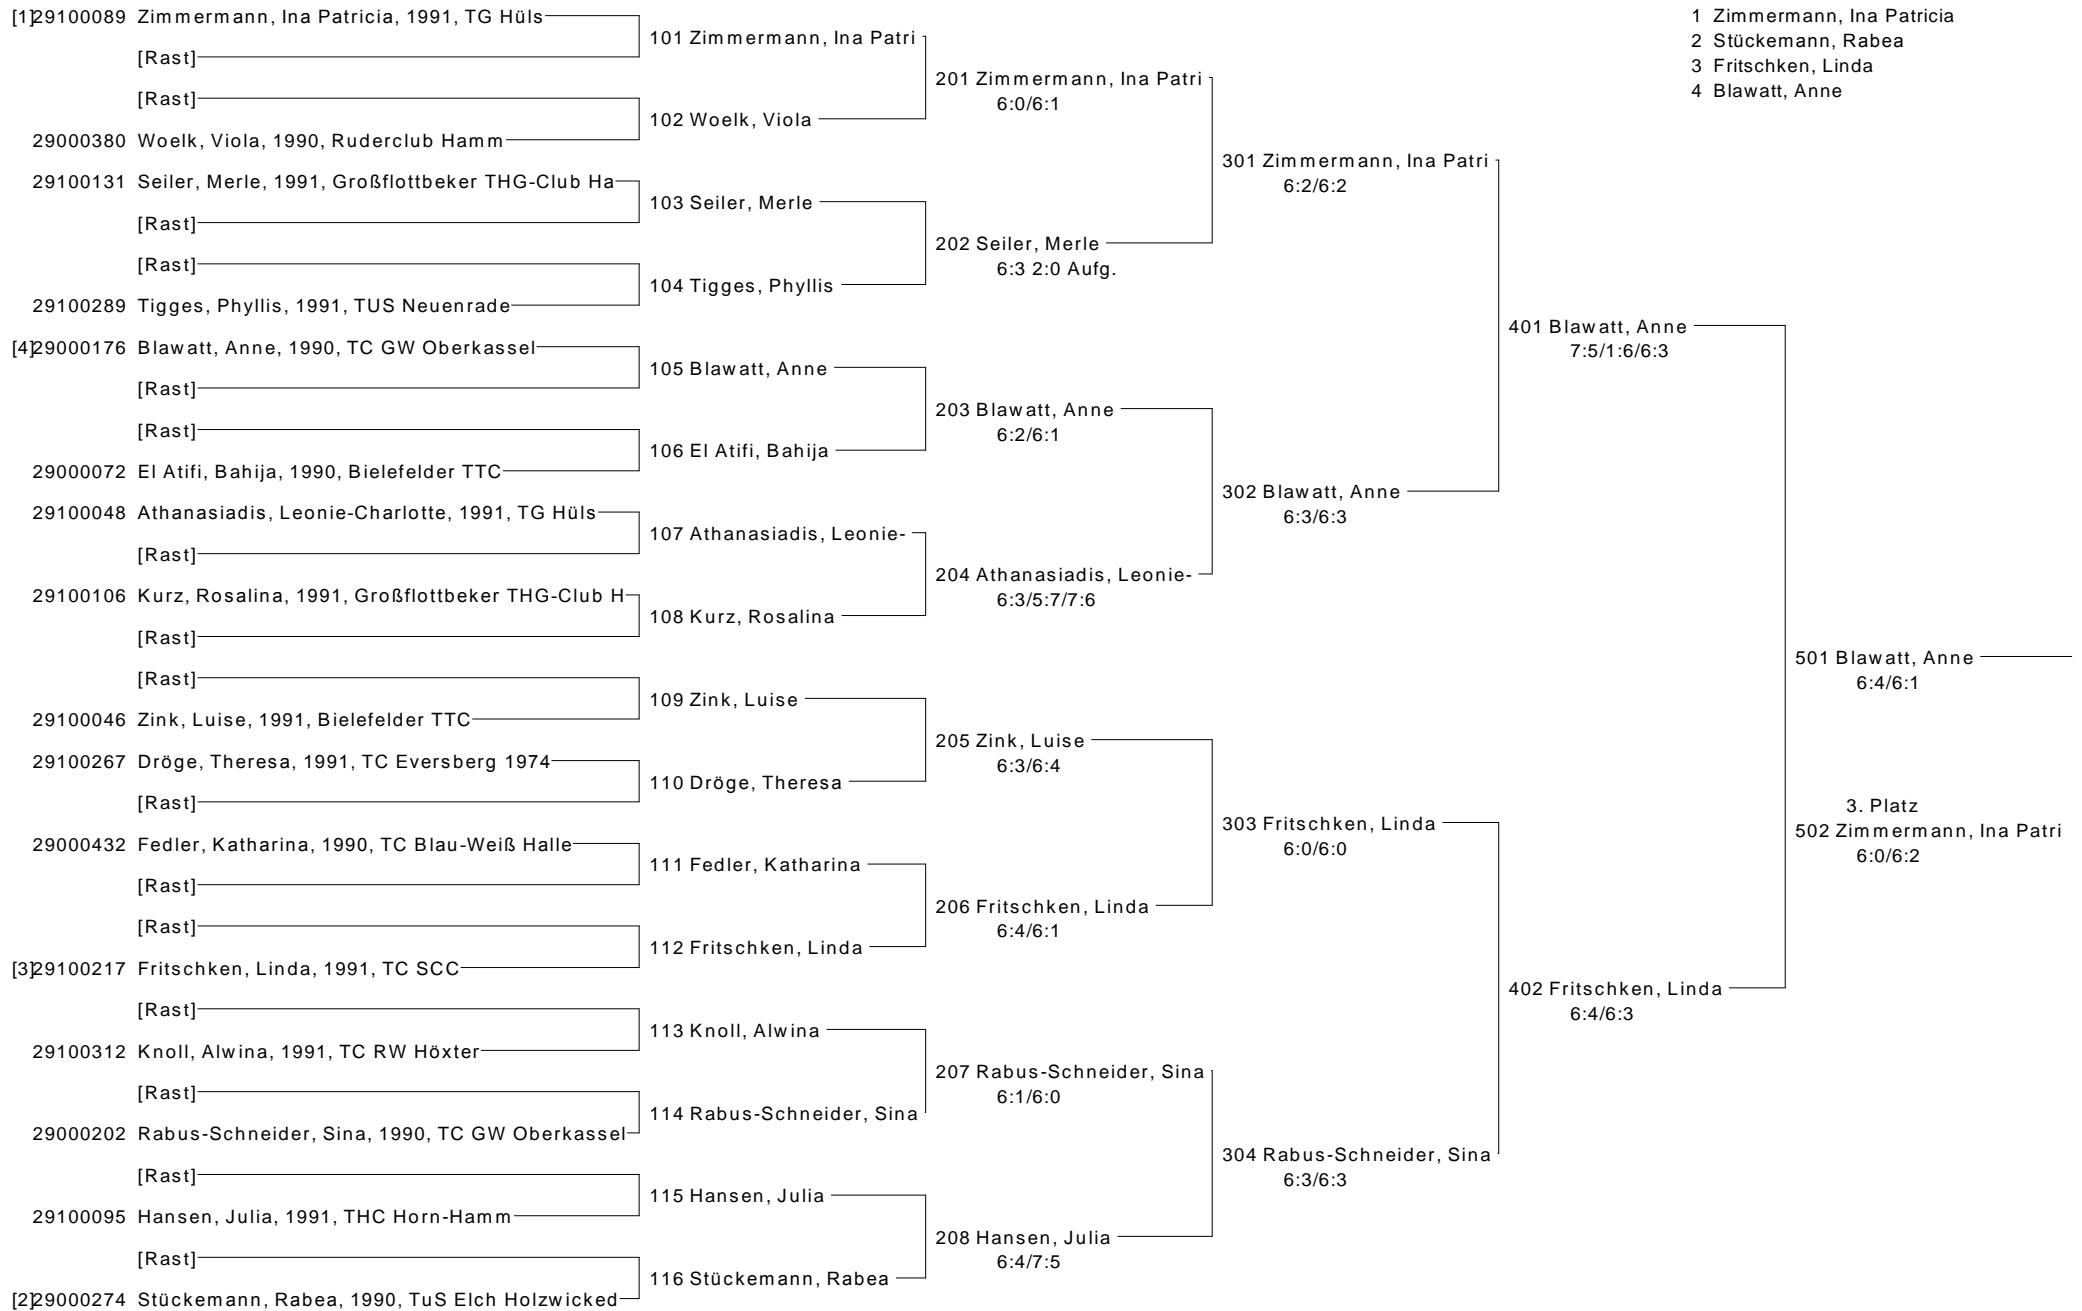 [1]29100089 Zimmermann, Ina Patricia, 1991, TG Hüls
[Rast]
[Rast]
29000380 Woelk, Viola, 1990, Ruderclub Hamm
29100131 Seiler, Merle, 1991, Großflottbeker THG-Club Ha
[Rast]
[Rast]
29100289 Tigges, Phyllis, 1991, TUS Neuenrade
[4]29000176 Blawatt, Anne, 1990, TC GW Oberkassel
[Rast]
[Rast]
29000072 El Atifi, Bahija, 1990, Bielefelder TTC
29100048 Athanasiadis, Leonie-Charlotte, 1991, TG Hüls
[Rast]
29100106 Kurz, Rosalina, 1991, Großflottbeker THG-Club H
[Rast]
[Rast]
29100046 Zink, Luise, 1991, Bielefelder TTC
29100267 Dröge, Theresa, 1991, TC Eversberg 1974
[Rast]
29000432 Fedler, Katharina, 1990, TC Blau-Weiß Halle
[Rast]
[Rast]
[3]29100217 Fritschken, Linda, 1991, TC SCC
[Rast]
29100312 Knoll, Alwina, 1991, TC RW Höxter
[Rast]
29000202 Rabus-Schneider, Sina, 1990, TC GW Oberkassel
[Rast]
29100095 Hansen, Julia, 1991, THC Horn-Hamm
[Rast]
[2]29000274 Stückemann, Rabea, 1990, TuS Elch Holzwicked
101 Zimmermann, Ina Patri
102 Woelk, Viola
103 Seiler, Merle
104 Tigges, Phyllis
105 Blawatt, Anne
106 El Atifi, Bahija
107 Athanasiadis, Leonie-
108 Kurz, Rosalina
109 Zink, Luise
110 Dröge, Theresa
111 Fedler, Katharina
112 Fritschken, Linda
113 Knoll, Alwina
114 Rabus-Schneider, Sina
115 Hansen, Julia
116 Stückemann, Rabea
201 Zimmermann, Ina Patri
6:0/6:1
202 Seiler, Merle
6:3 2:0 Aufg.
203 Blawatt, Anne
6:2/6:1
204 Athanasiadis, Leonie-
6:3/5:7/7:6
205 Zink, Luise
6:3/6:4
206 Fritschken, Linda
6:4/6:1
207 Rabus-Schneider, Sina
6:1/6:0
208 Hansen, Julia
6:4/7:5
301 Zimmermann, Ina Patri
6:2/6:2
302 Blawatt, Anne
6:3/6:3
303 Fritschken, Linda
6:0/6:0
304 Rabus-Schneider, Sina
6:3/6:3
401 Blawatt, Anne
7:5/1:6/6:3
402 Fritschken, Linda
6:4/6:3
501 Blawatt, Anne
6:4/6:1
3. Platz
502 Zimmermann, Ina Patri
6:0/6:2
1 Zimmermann, Ina Patricia
2 Stückemann, Rabea
3 Fritschken, Linda
4 Blawatt, Anne